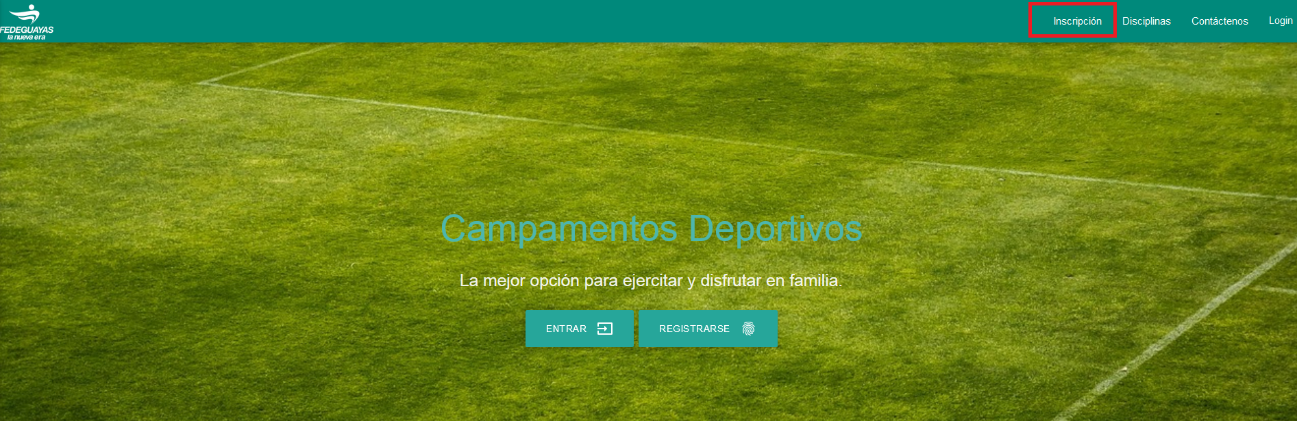 FEDEGUAYAS
la nueva era
Inscripción
Disciplinas
Contáctenos
Login
Campamentos Deportivos
La mejor opción para ejercitar y disfrutar en familia.
ENTRAR
REGISTRARSE